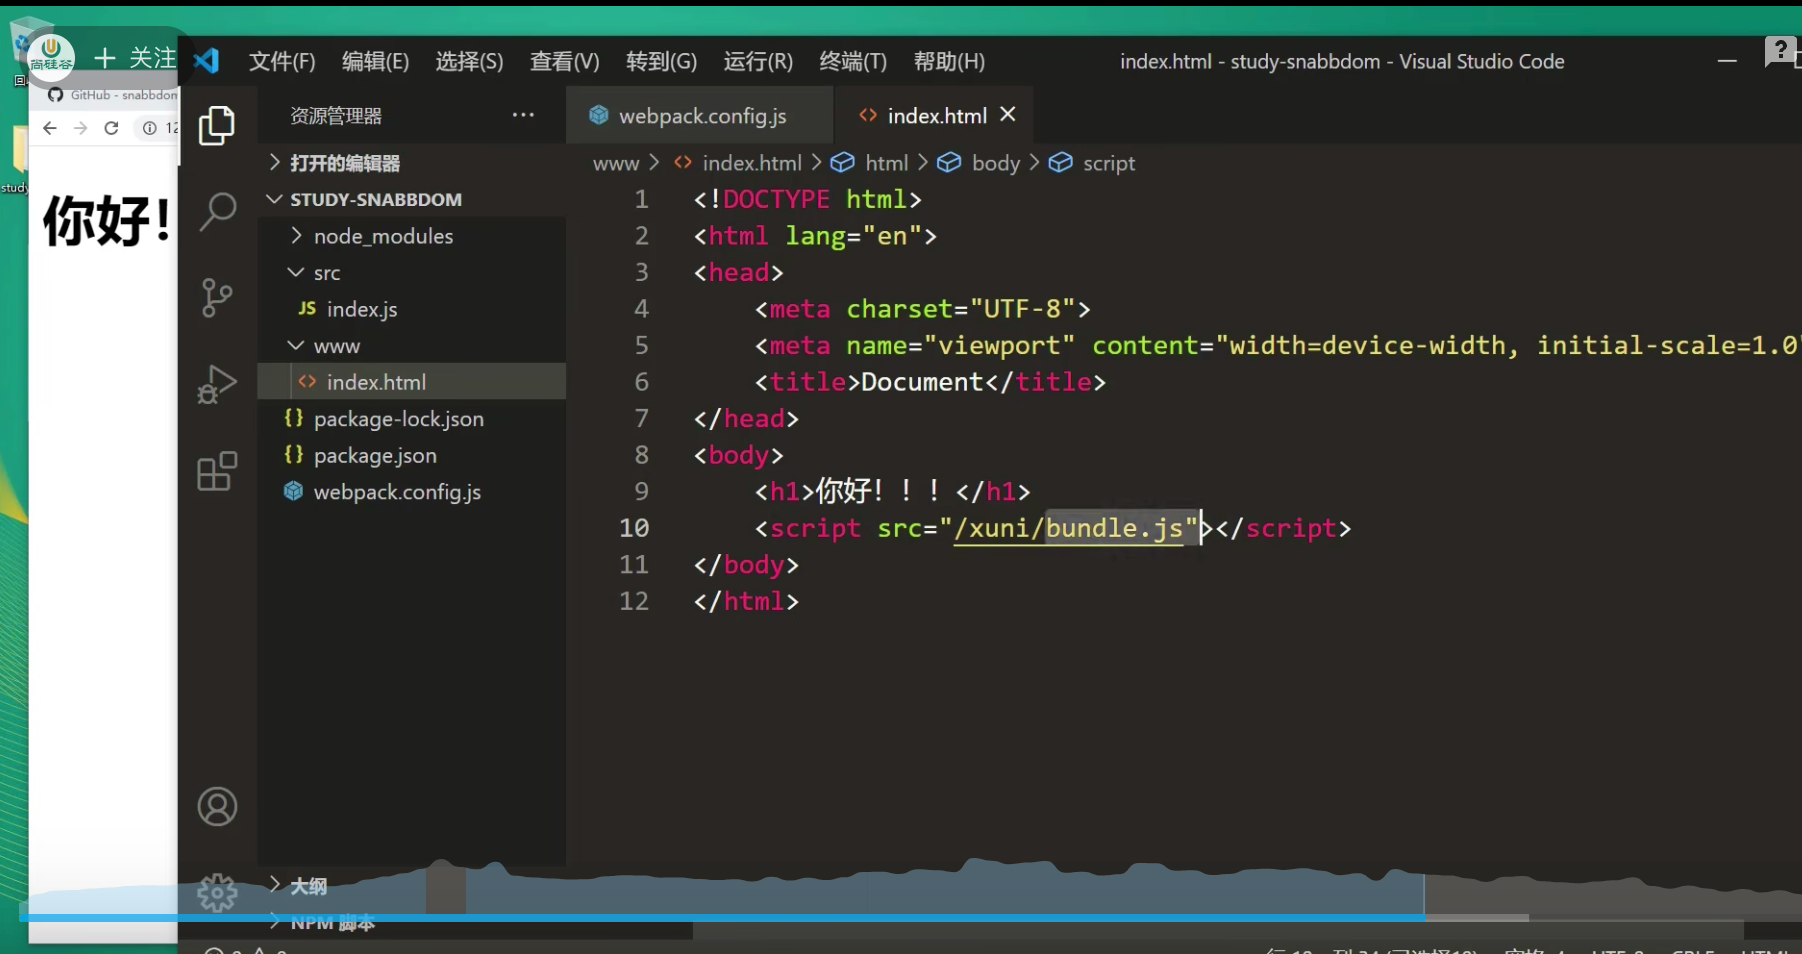 尚硅谷
＋ 关注
文件(F) 编辑(E) 选择(S) 查看(V) 转到(G) 运行(R) 终端(T) 帮助(H)
index.html - study-snabbdom - Visual Studio Code
?
GitHub - snabbdom
12
study
你好!
资源管理器 ···
打开的编辑器
STUDY-SNABBDOM
node_modules
src
JS index.js
www
<> index.html
{} package-lock.json
{} package.json
webpack.config.js
大纲
NPM 脚本
webpack.config.js
<> index.html ×
www > <> index.html > html > body > script
1 <!DOCTYPE html>
2 <html lang="en">
3 <head>
4 <meta charset="UTF-8">
5 <meta name="viewport" content="width=device-width, initial-scale=1.0"
6 <title>Document</title>
7 </head>
8 <body>
9 <h1>你好！！！</h1>
10 <script src="/xuni/bundle.js"></script>
11 </body>
12 </html>